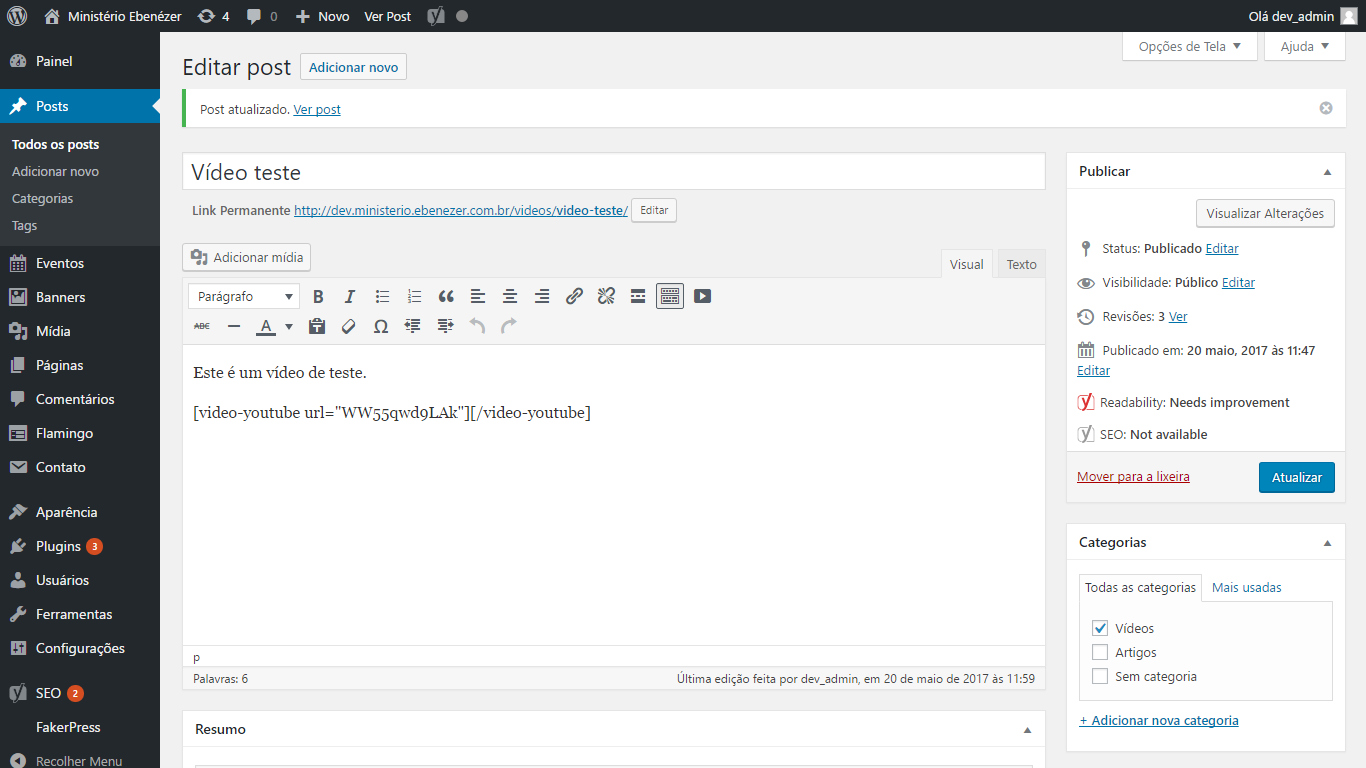 Ministério Ebenézer 4 0 Novo Ver Post Olá dev_admin
Opções de Tela Ajuda
Painel
Posts
Todos os posts
Adicionar novo
Categorias
Tags
Eventos
Banners
Mídia
Páginas
Comentários
Flamingo
Contato
Aparência
Plugins 3
Usuários
Ferramentas
Configurações
SEO 2
FakerPress
Recolher Menu
Editar post Adicionar novo
Post atualizado. Ver post
Vídeo teste
Link Permanente http://dev.ministerio.ebenezer.com.br/videos/video-teste/ Editar
Adicionar mídia
Visual Texto
Parágrafo B I
ABC A
Este é um vídeo de teste.
[video-youtube url="WW55qwd9LAk"][/video-youtube]
p
Palavras: 6 Última edição feita por dev_admin, em 20 de maio de 2017 às 11:59
Resumo
Publicar
Visualizar Alterações
Status: Publicado Editar
Visibilidade: Público Editar
Revisões: 3 Ver
Publicado em: 20 maio, 2017 às 11:47
Editar
Readability: Needs improvement
SEO: Not available
Mover para a lixeira Atualizar
Categorias
Todas as categorias Mais usadas
Vídeos
Artigos
Sem categoria
+ Adicionar nova categoria